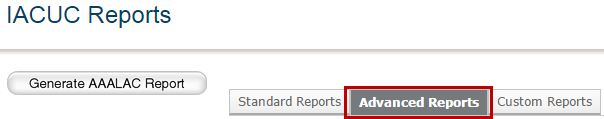 IACUC Reports
Generate AAALAC Report
Standard Reports Advanced Reports Custom Reports